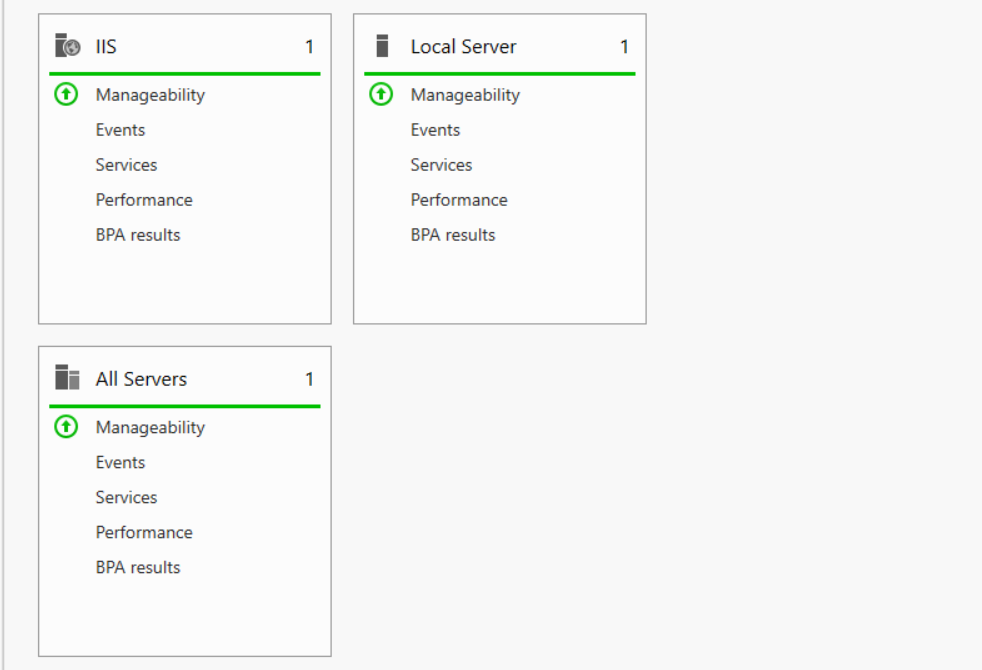 IIS 1
Manageability
Events
Services
Performance
BPA results
Local Server 1
Manageability
Events
Services
Performance
BPA results
All Servers 1
Manageability
Events
Services
Performance
BPA results